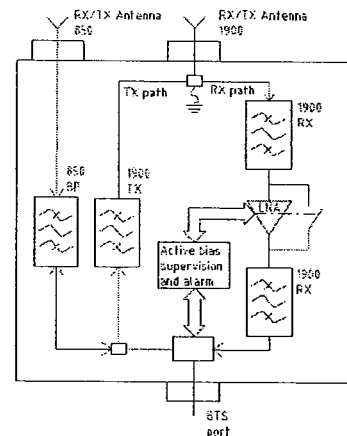 RX/TX Antenna
850
RX/TX Antenna
1900
TX path
RX path
1900
RX
850
BP
1900
TX
LNA
Active bias
supervision
and alarm
1900
RX
BTS
port